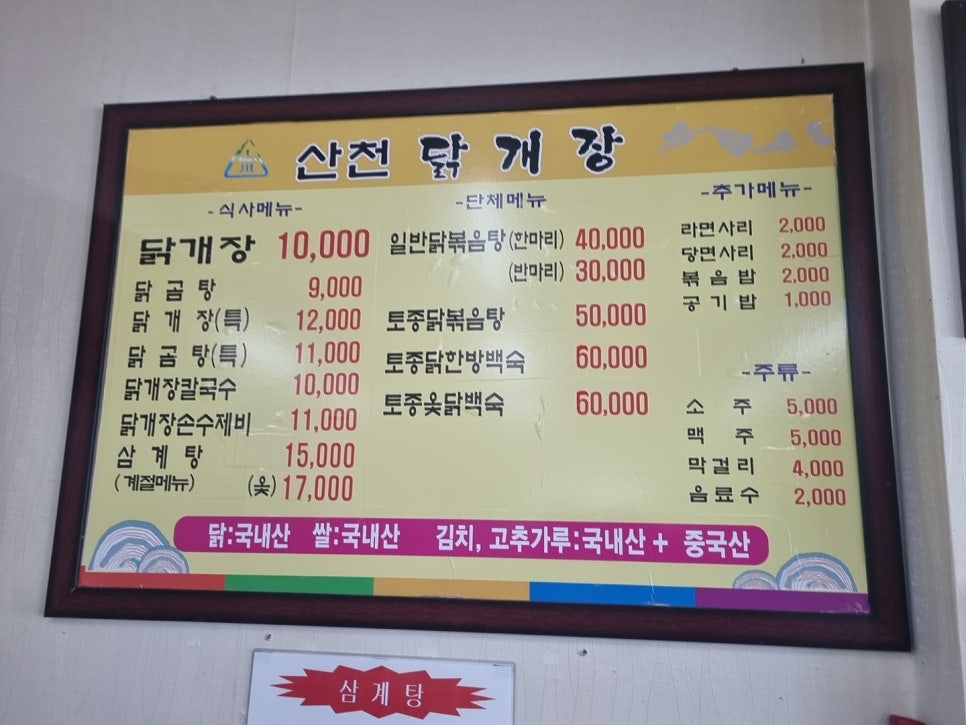 산천 닭개장
-식사메뉴-
닭개장 10,000
닭곰탕 9,000
닭개장(특) 12,000
닭곰탕(특) 11,000
닭개장칼국수 10,000
닭개장손수제비 11,000
삼계탕 15,000
(계절메뉴) (옻) 17,000
-단체메뉴-
일반닭볶음탕(한마리) 40,000
(반마리) 30,000
토종닭볶음탕 50,000
토종닭한방백숙 60,000
토종옻닭백숙 60,000
-추가메뉴-
라면사리 2,000
당면사리 2,000
볶음밥 2,000
공기밥 1,000
-주류-
소주 5,000
맥주 5,000
막걸리 4,000
음료수 2,000
닭:국내산 쌀:국내산 김치, 고추가루:국내산 + 중국산
삼계탕